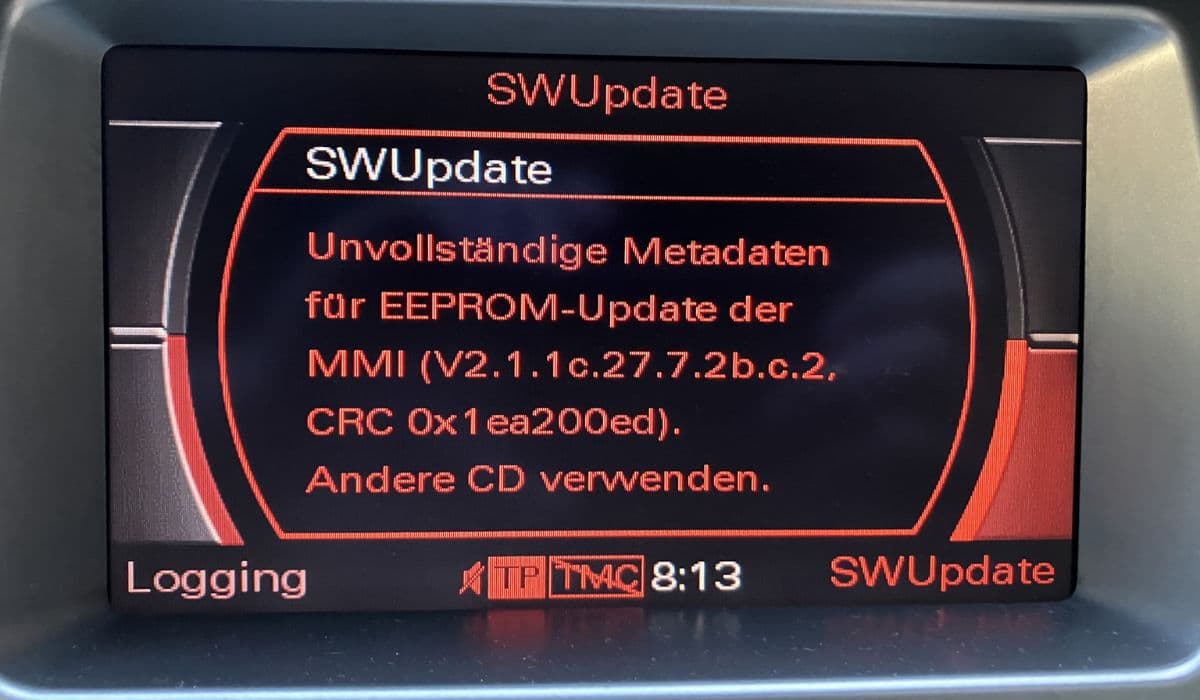 SWUpdate
SWUpdate
Unvollständige Metadaten
für EEPROM-Update der
MMI (V2.1.1c.27.7.2b.c.2,
CRC 0x1ea200ed).
Andere CD verwenden.
Logging
TP TMC 8:13
SWUpdate